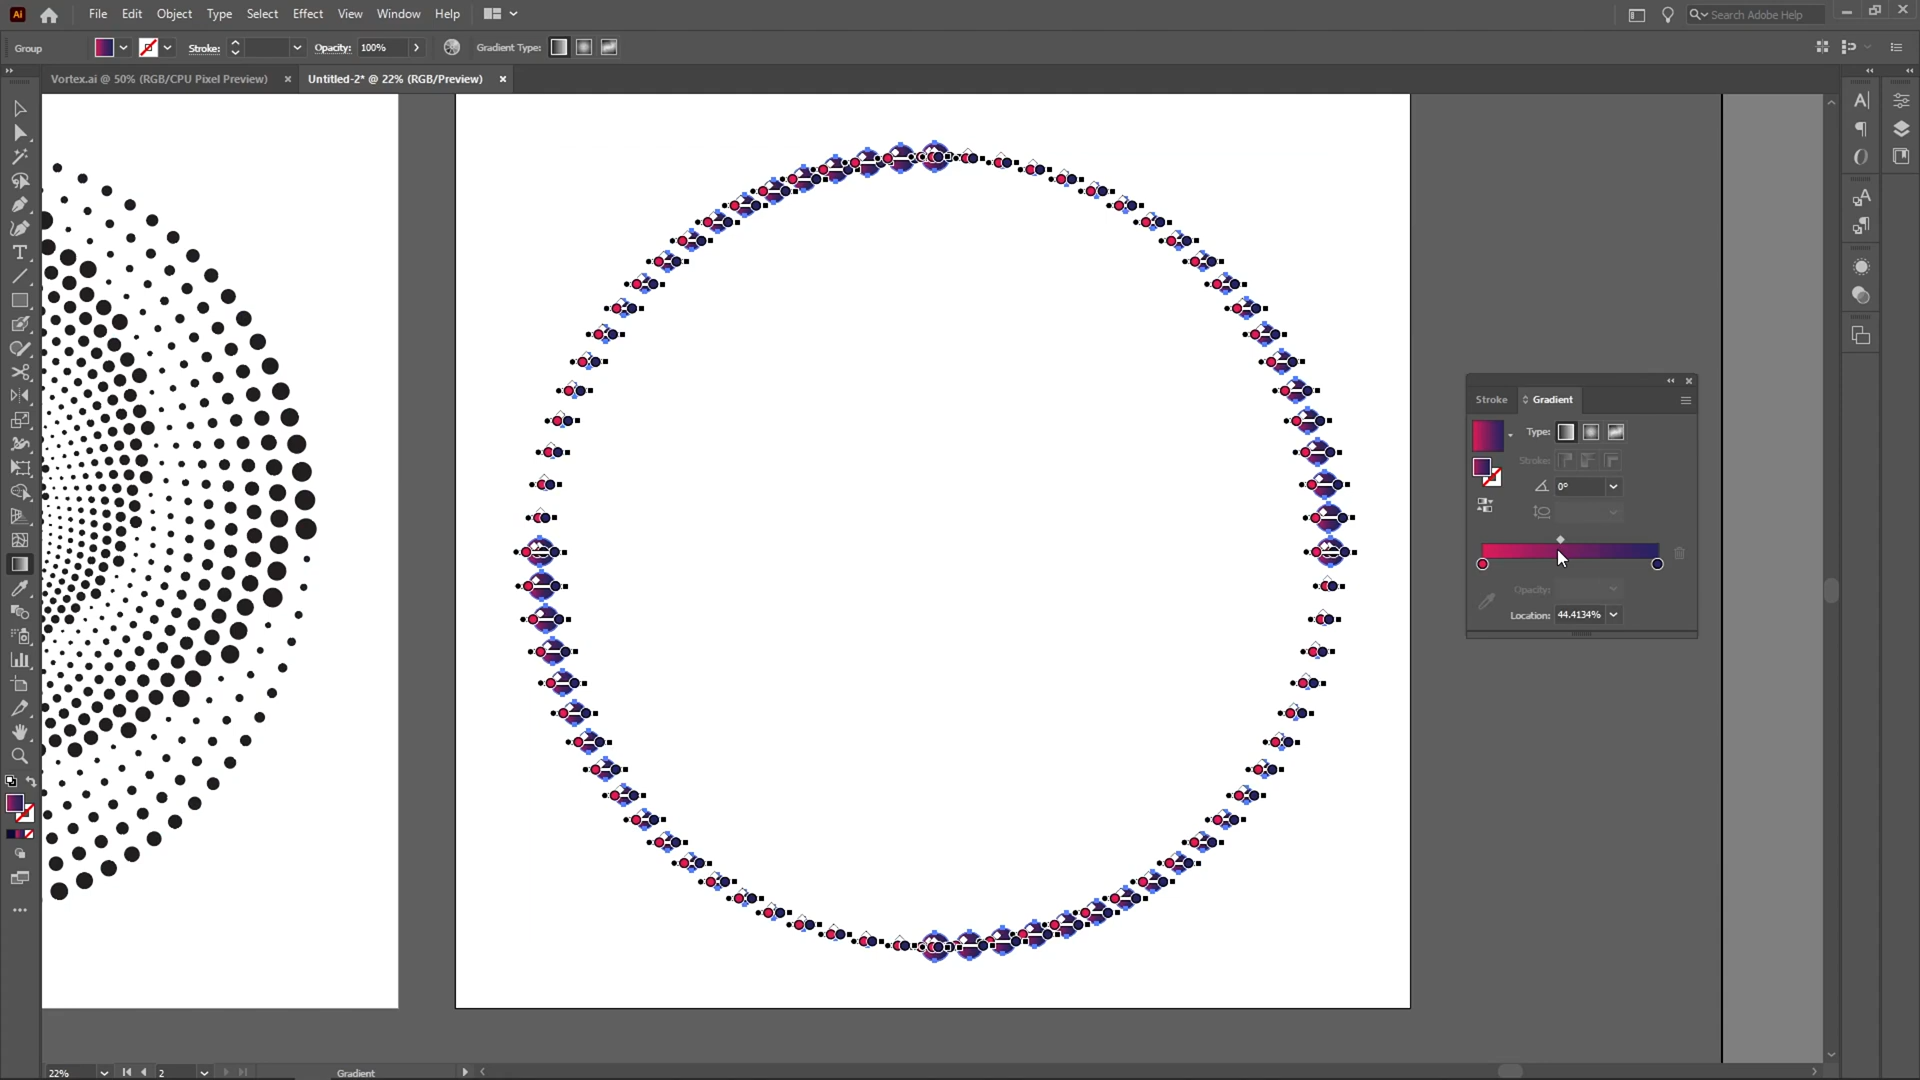 Ai File Edit Object Type Select Effect View Window Help Search Adobe Help
Group Stroke: Opacity: 100% Gradient Type:
Vortex.ai @ 50% (RGB/CPU Pixel Preview) × Untitled-2* @ 22% (RGB/Preview) ×
Stroke Gradient
Type:
Stroke:
0°
Opacity:
Location: 44.4134%
22% 2 Gradient